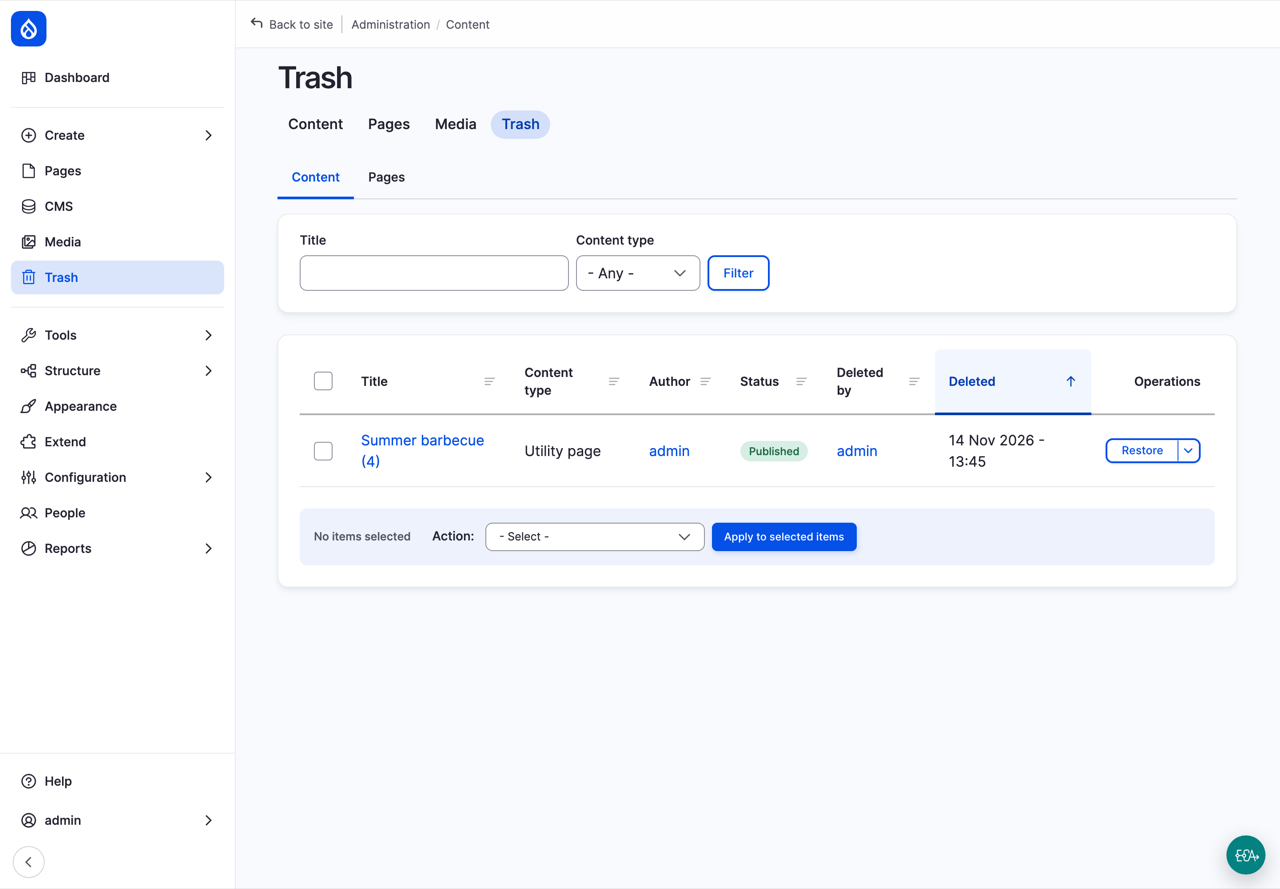 Back to site
Administration / Content
Dashboard
Create
Pages
CMS
Media
Trash
Tools
Structure
Appearance
Extend
Configuration
People
Reports
Help
admin
Trash
Content Pages Media Trash
Content Pages
Title
Content type
- Any -
Filter
Title
Content
type
Author
Status
Deleted
by
Deleted
Operations
Summer barbecue
(4)
Utility page
admin
Published
admin
14 Nov 2026 -
13:45
Restore
No items selected
Action:
- Select -
Apply to selected items
ECA